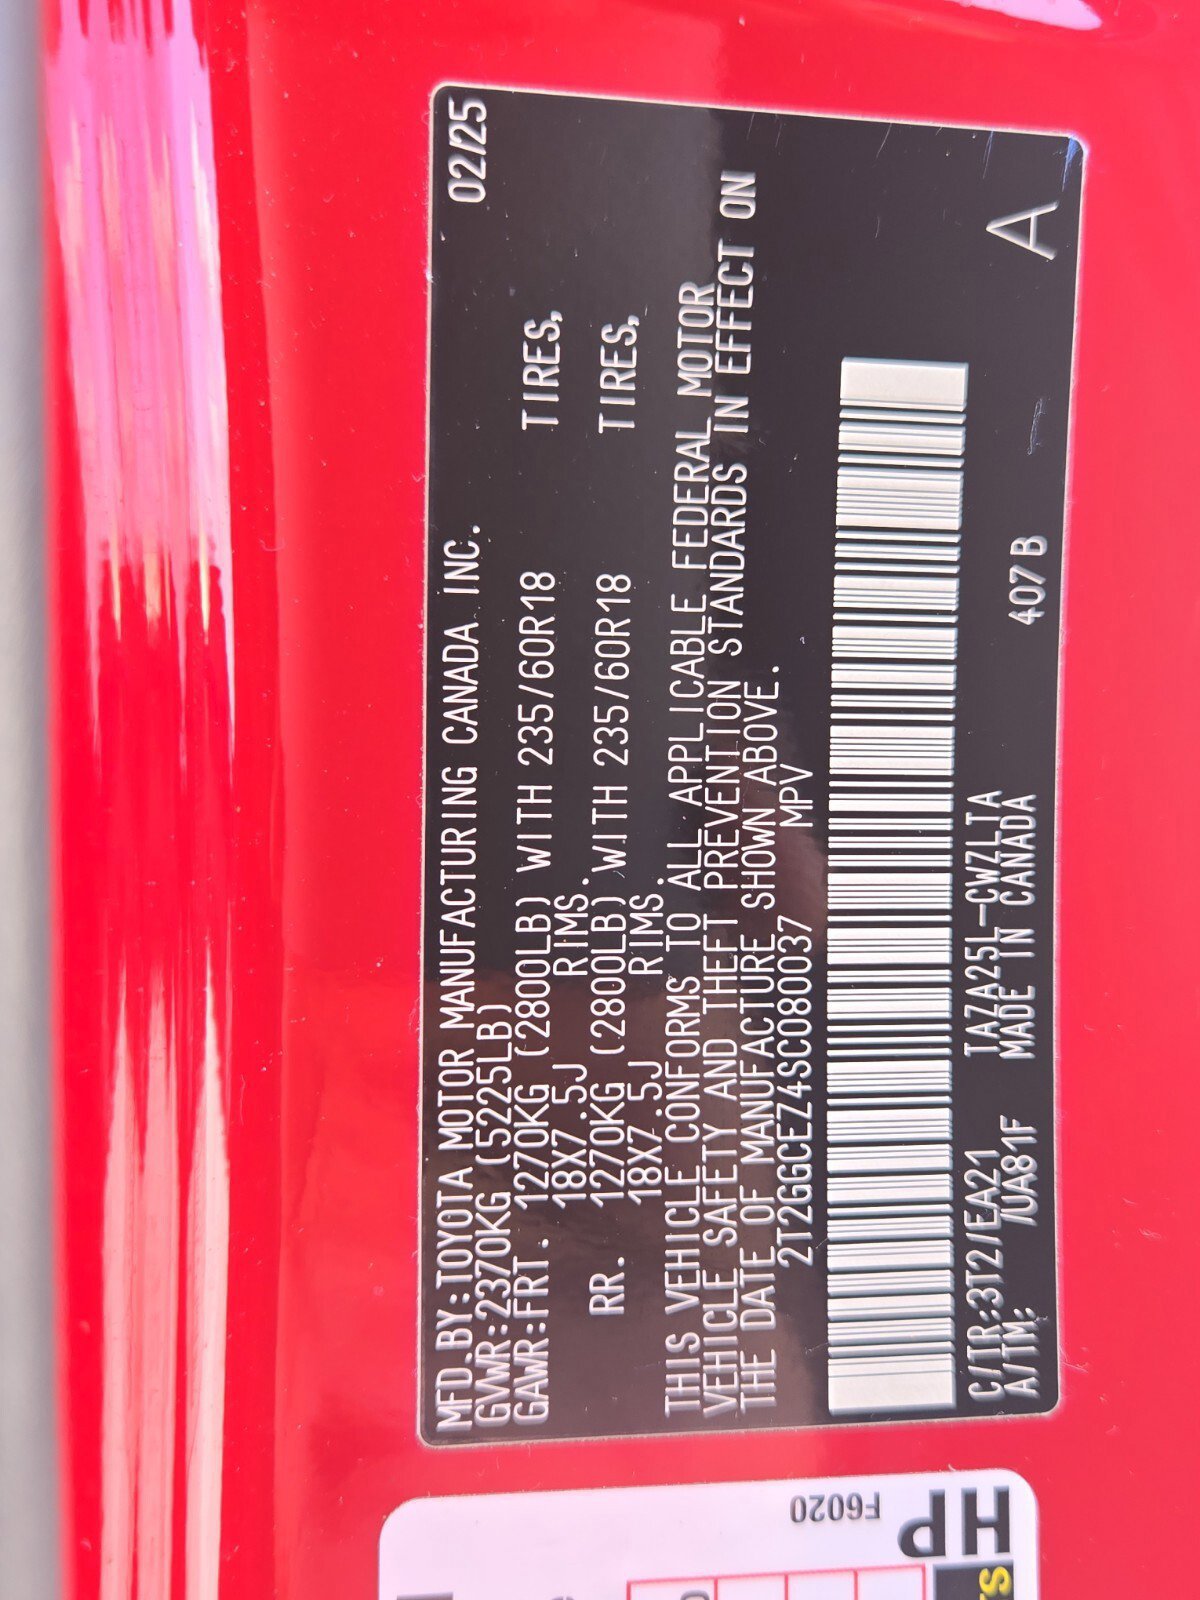 MFD.BY:TOYOTA MOTOR MANUFACTURING CANADA INC. 02/25
GVWR:2370KG(5225LB)
GAWR:FRT. 1270KG (2800LB) WITH 235/60R18 TIRES,
18X7.5J RIMS.
RR. 1270KG (2800LB) WITH 235/60R18 TIRES,
18X7.5J RIMS.
THIS VEHICLE CONFORMS TO ALL APPLICABLE FEDERAL MOTOR
VEHICLE SAFETY AND THEFT PREVENTION STANDARDS IN EFFECT ON
THE DATE OF MANUFACTURE SHOWN ABOVE.
2T2GGCEZ4SC080037 MPV
C/TR:3T2/EA21 TAZA25L-CWZLTA 407B A
A/TM: /UA81F MADE IN CANADA
F6020
HP